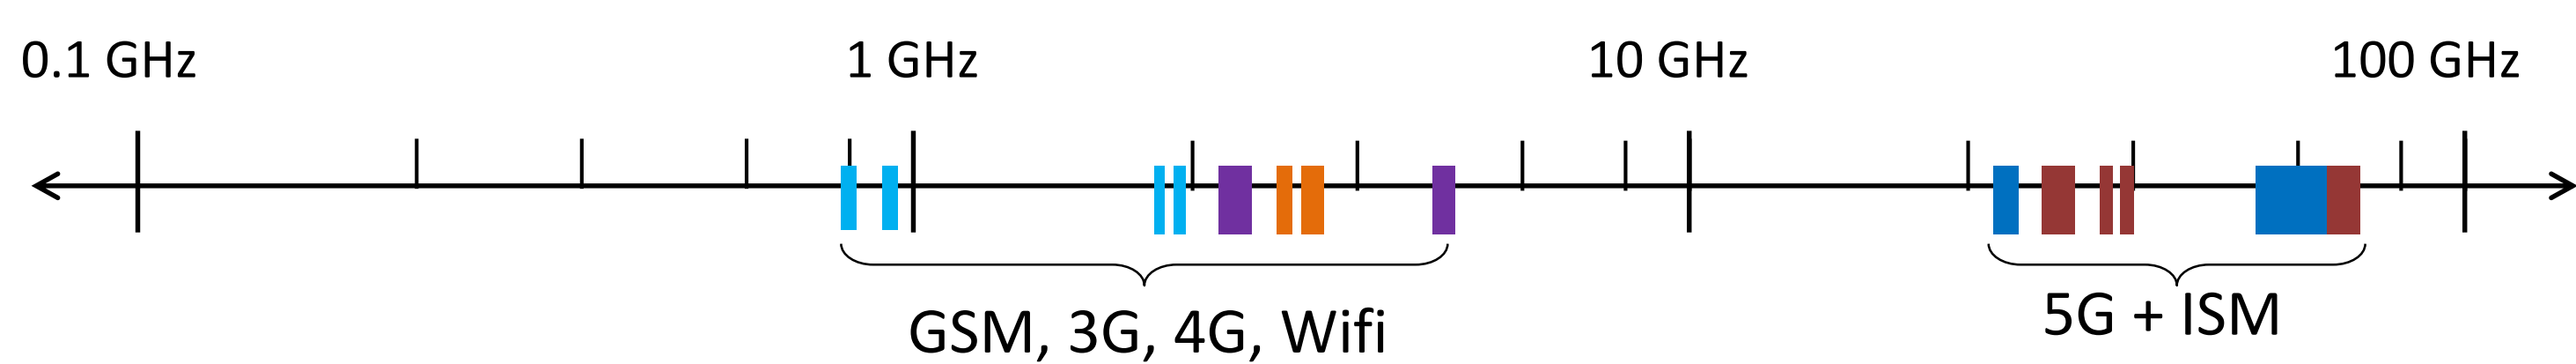 0.1 GHz
1 GHz
10 GHz
100 GHz
GSM, 3G, 4G, Wifi
5G + ISM